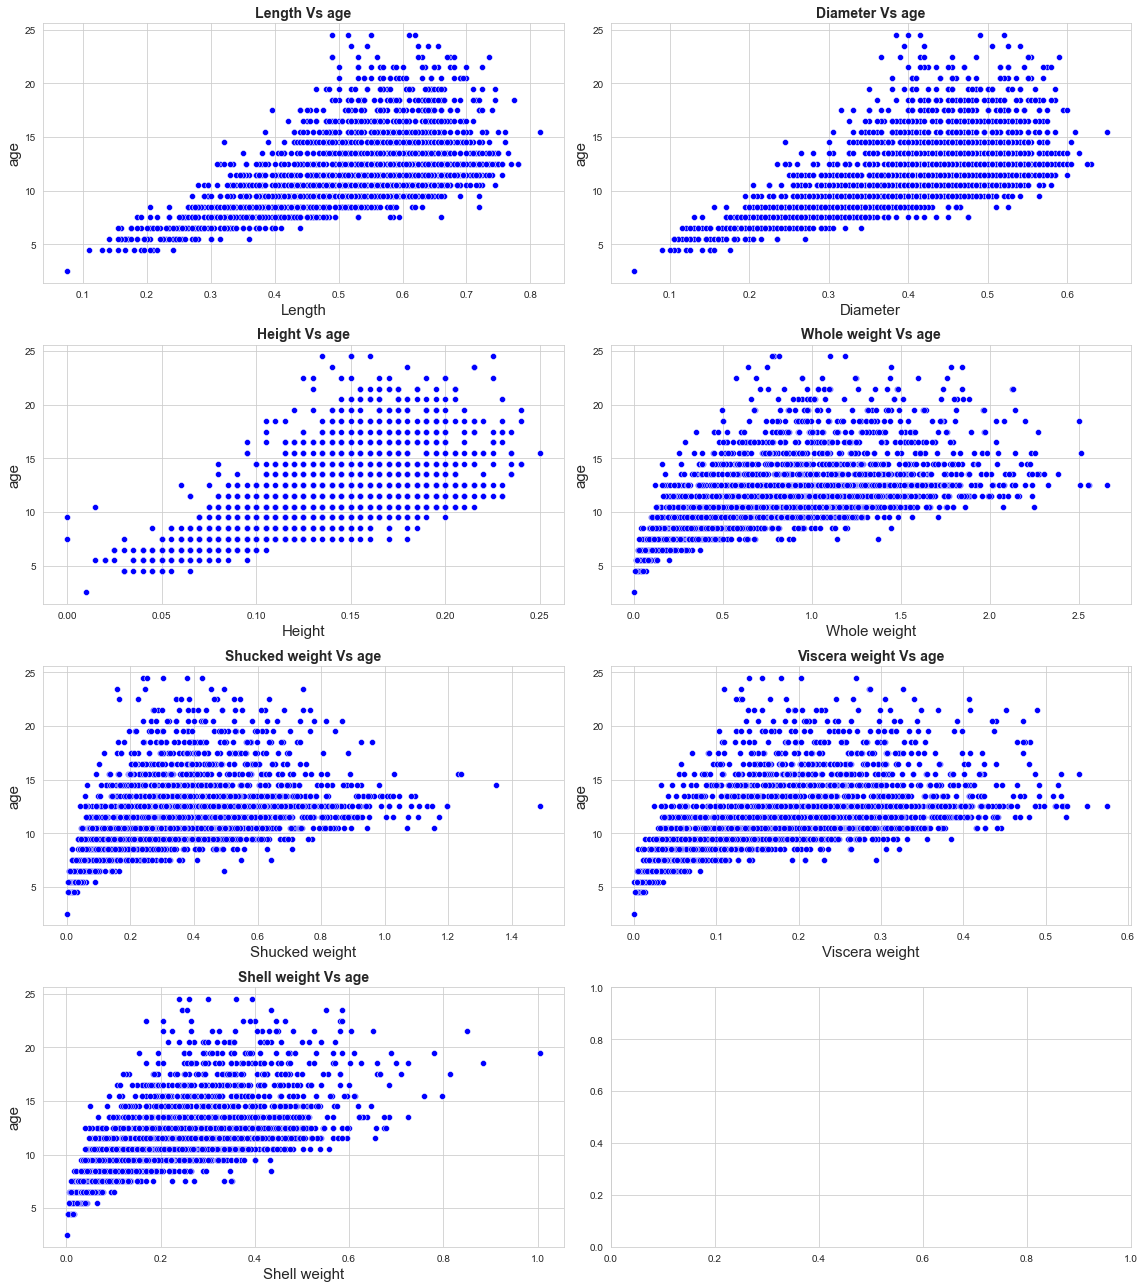 Length Vs age
25
20
15
10
5
age
0.1 0.2 0.3 0.4 0.5 0.6 0.7 0.8
Length
Diameter Vs age
25
20
15
10
5
age
0.1 0.2 0.3 0.4 0.5 0.6
Diameter
Height Vs age
25
20
15
10
5
age
0.00 0.05 0.10 0.15 0.20 0.25
Height
Whole weight Vs age
25
20
15
10
5
age
0.0 0.5 1.0 1.5 2.0 2.5
Whole weight
Shucked weight Vs age
25
20
15
10
5
age
0.0 0.2 0.4 0.6 0.8 1.0 1.2 1.4
Shucked weight
Viscera weight Vs age
25
20
15
10
5
age
0.0 0.1 0.2 0.3 0.4 0.5 0.6
Viscera weight
Shell weight Vs age
25
20
15
10
5
age
0.0 0.2 0.4 0.6 0.8 1.0
Shell weight
1.0
0.8
0.6
0.4
0.2
0.0
0.0 0.2 0.4 0.6 0.8 1.0